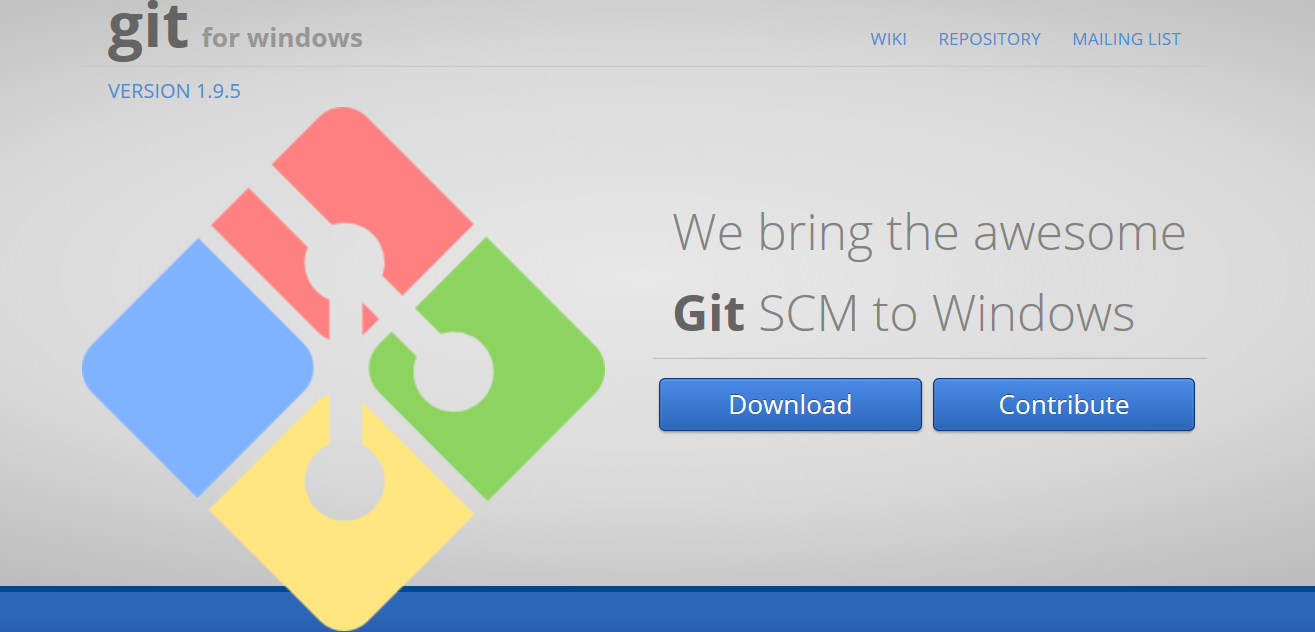 git for windows
WIKI REPOSITORY MAILING LIST
VERSION 1.9.5
We bring the awesome
Git SCM to Windows
Download Contribute